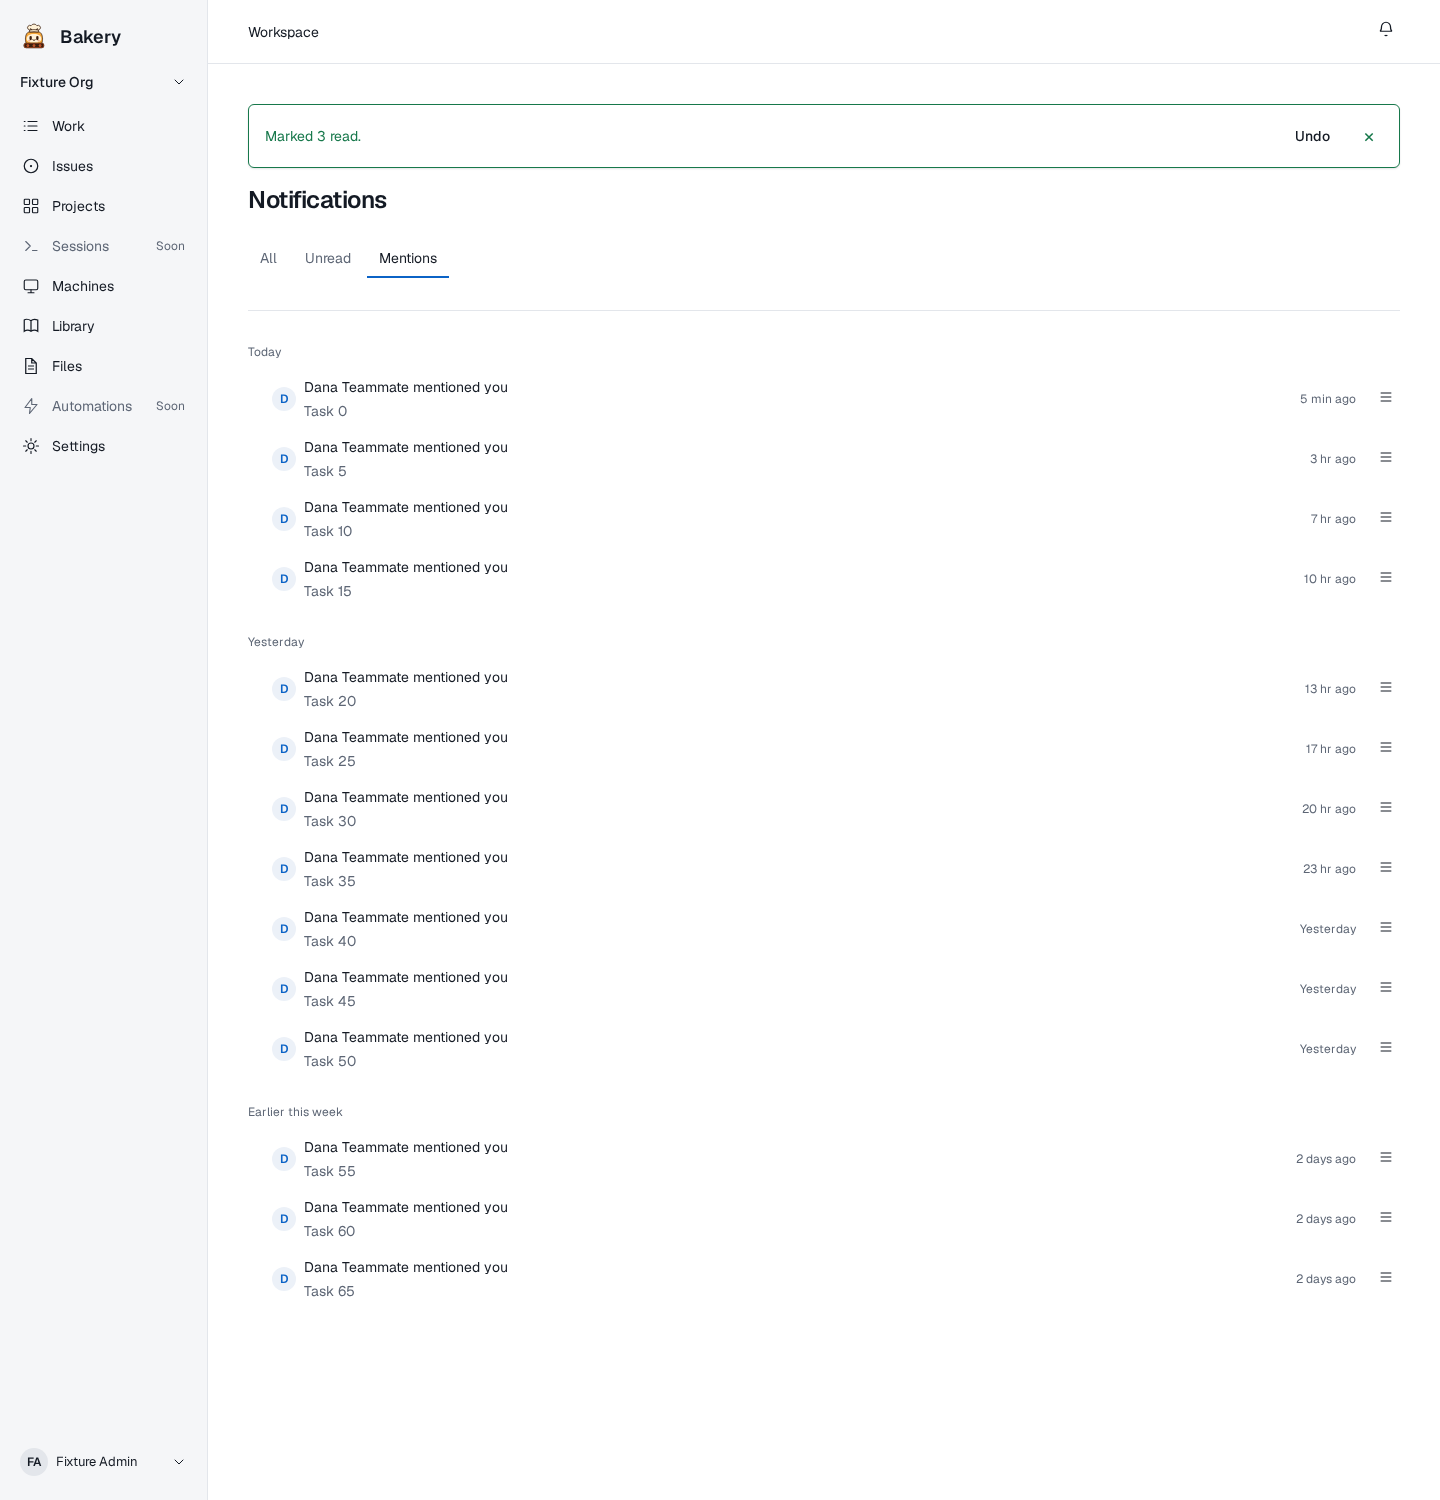 Bakery
Fixture Org
Work
Issues
Projects
Sessions Soon
Machines
Library
Files
Automations Soon
Settings
FA Fixture Admin
Workspace
Marked 3 read. Undo ×
Notifications
All Unread Mentions
Today
D Dana Teammate mentioned you
Task 0
5 min ago
D Dana Teammate mentioned you
Task 5
3 hr ago
D Dana Teammate mentioned you
Task 10
7 hr ago
D Dana Teammate mentioned you
Task 15
10 hr ago
Yesterday
D Dana Teammate mentioned you
Task 20
13 hr ago
D Dana Teammate mentioned you
Task 25
17 hr ago
D Dana Teammate mentioned you
Task 30
20 hr ago
D Dana Teammate mentioned you
Task 35
23 hr ago
D Dana Teammate mentioned you
Task 40
Yesterday
D Dana Teammate mentioned you
Task 45
Yesterday
D Dana Teammate mentioned you
Task 50
Yesterday
Earlier this week
D Dana Teammate mentioned you
Task 55
2 days ago
D Dana Teammate mentioned you
Task 60
2 days ago
D Dana Teammate mentioned you
Task 65
2 days ago